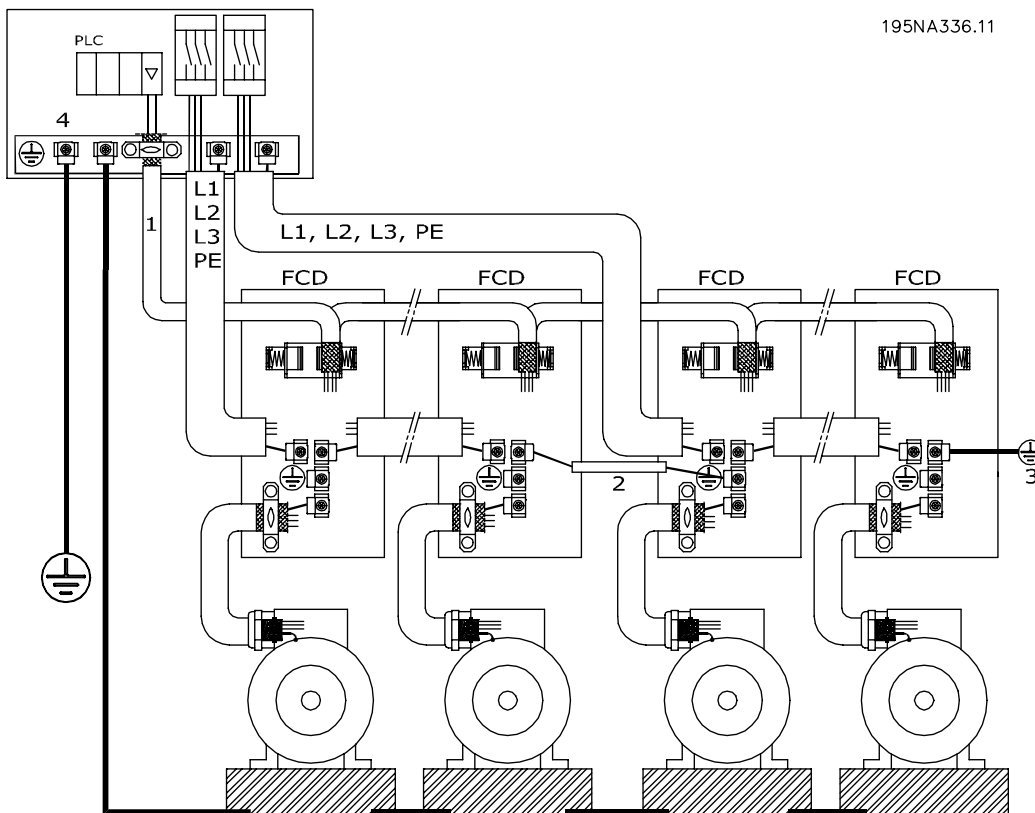 195NA336.11
PLC
4
1
L1
L2
L3
PE
L1, L2, L3, PE
FCD
FCD
FCD
FCD
2
3